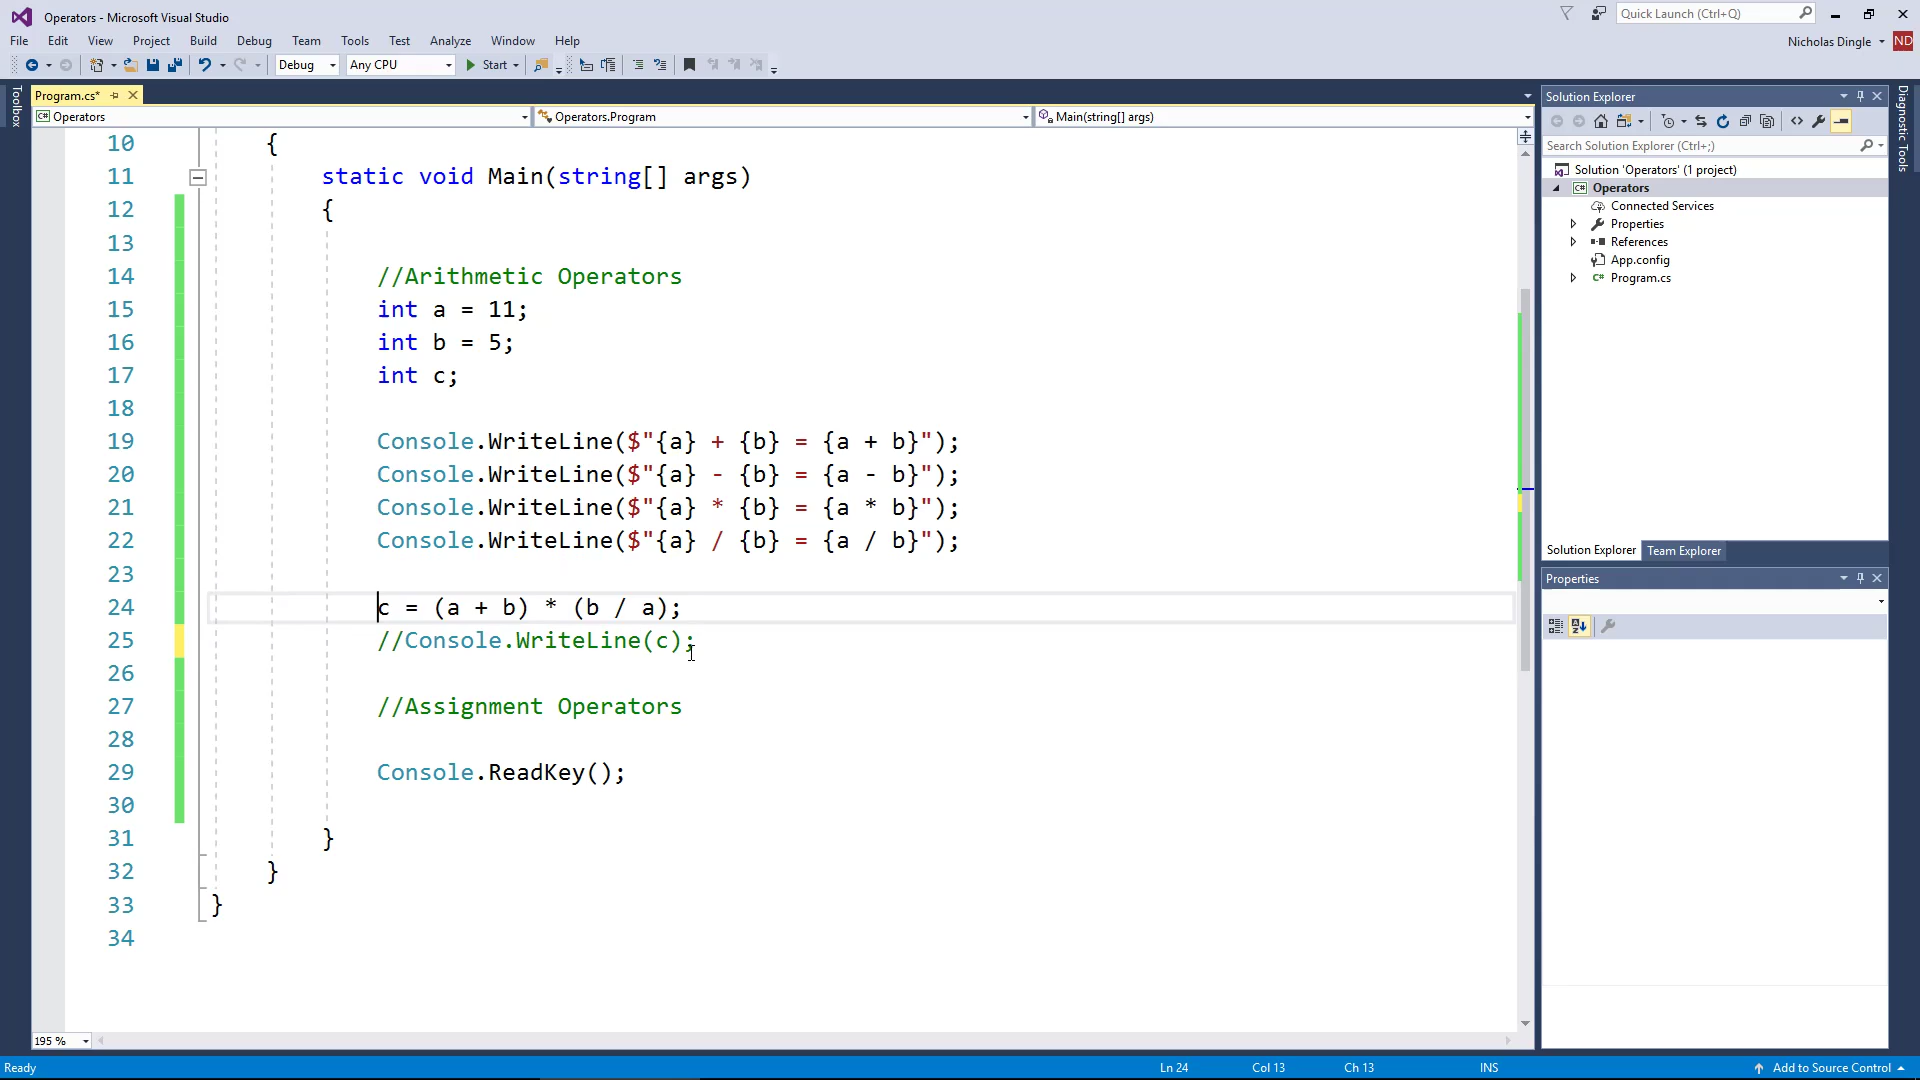 Operators - Microsoft Visual Studio
Quick Launch (Ctrl+Q)
File Edit View Project Build Debug Team Tools Test Analyze Window Help
Nicholas Dingle ND
Debug Any CPU Start
Toolbox
Program.cs*
Operators Operators.Program Main(string[] args)
10 {
11 static void Main(string[] args)
12 {
13
14 //Arithmetic Operators
15 int a = 11;
16 int b = 5;
17 int c;
18
19 Console.WriteLine($"{a} + {b} = {a + b}");
20 Console.WriteLine($"{a} - {b} = {a - b}");
21 Console.WriteLine($"{a} * {b} = {a * b}");
22 Console.WriteLine($"{a} / {b} = {a / b}");
23
24 c = (a + b) * (b / a);
25 //Console.WriteLine(c);
26
27 //Assignment Operators
28
29 Console.ReadKey();
30
31 }
32 }
33 }
34
195 %
Solution Explorer
Search Solution Explorer (Ctrl+;)
Solution 'Operators' (1 project)
C# Operators
Connected Services
Properties
References
App.config
C# Program.cs
Solution Explorer Team Explorer
Properties
Diagnostic Tools
Ready Ln 24 Col 13 Ch 13 INS Add to Source Control